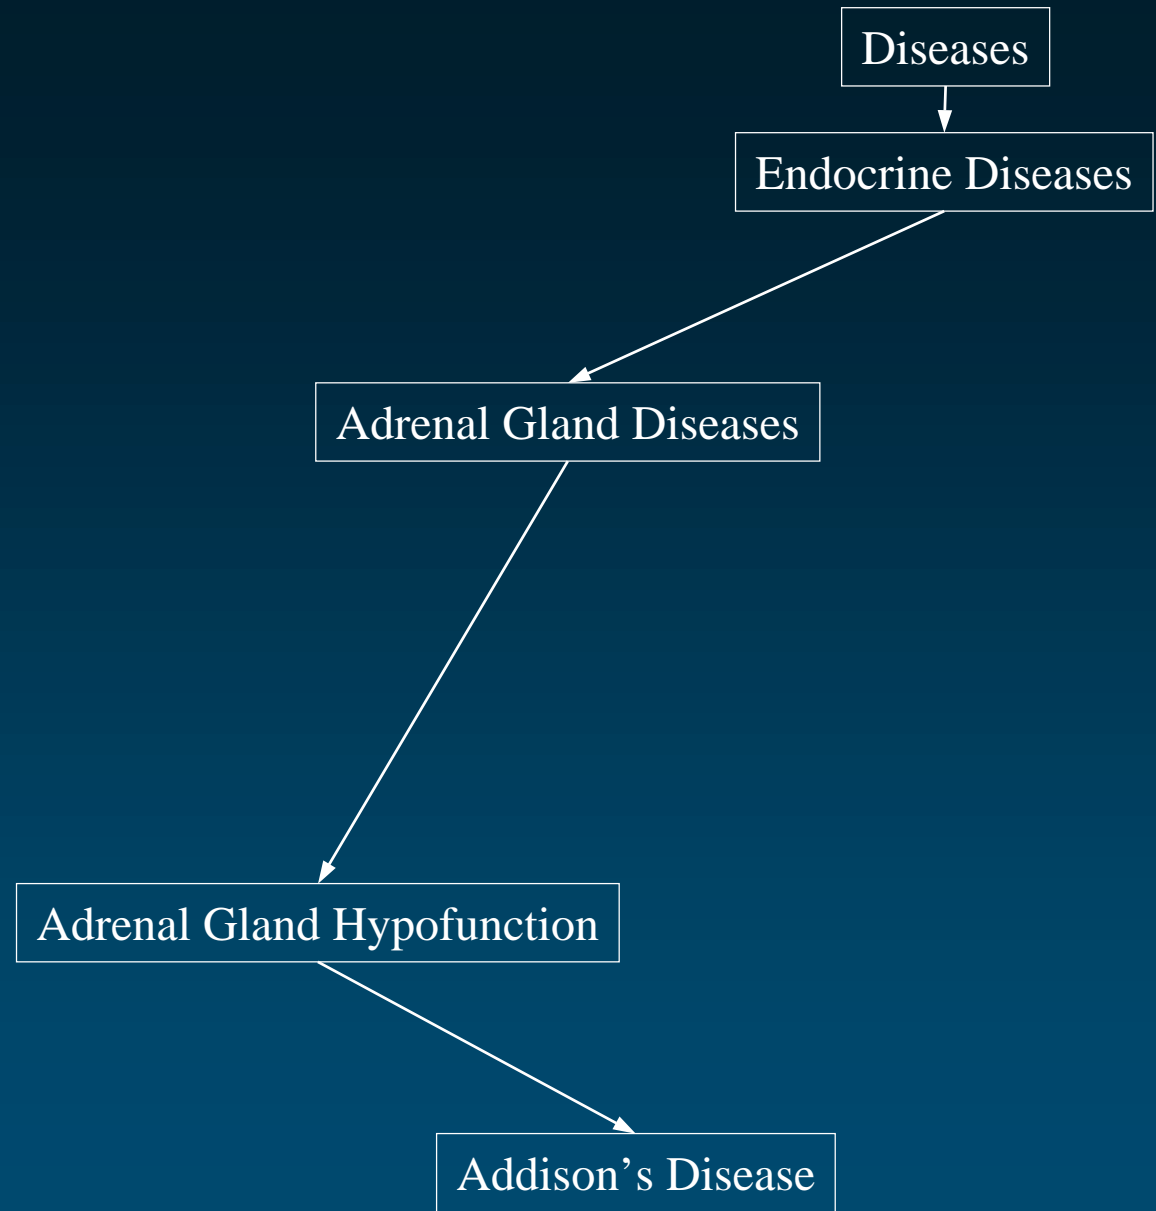 Diseases
Endocrine Diseases
Adrenal Gland Diseases
Adrenal Gland Hypofunction
Addison’s Disease